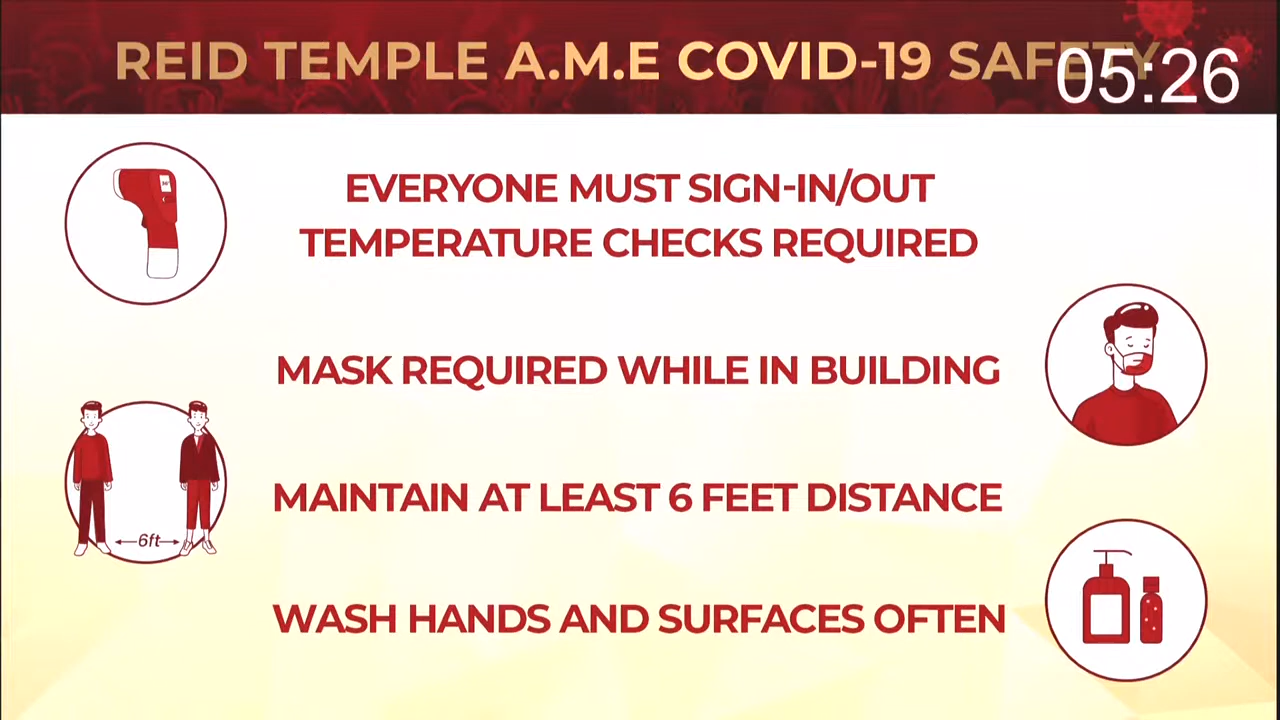 REID TEMPLE A.M.E COVID-19 SAFETY
05:26
EVERYONE MUST SIGN-IN/OUT
TEMPERATURE CHECKS REQUIRED
MASK REQUIRED WHILE IN BUILDING
MAINTAIN AT LEAST 6 FEET DISTANCE
6ft
WASH HANDS AND SURFACES OFTEN